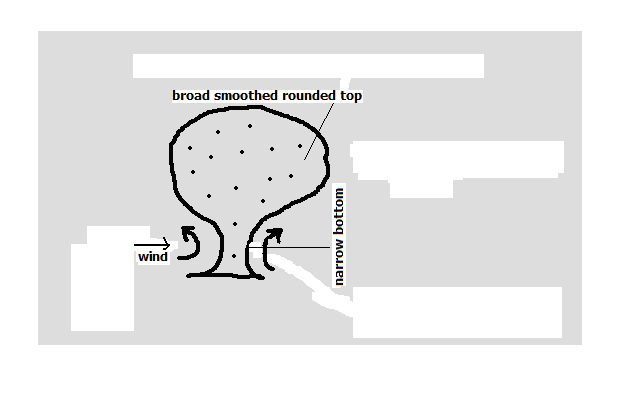 broad smoothed rounded top
narrow bottom
wind